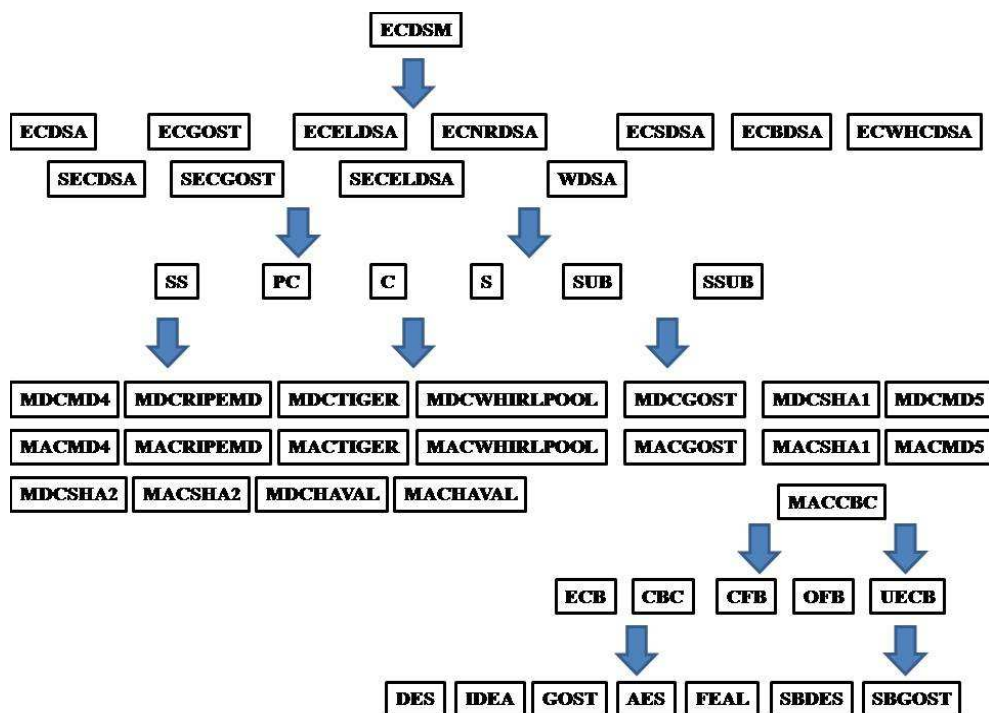 ECDSM
ECDSA ECGOST ECELDSA ECNRDSA ECSDSA ECBDSA ECWHCDSA
SECDSA SECGOST SECELDSA WDSA
SS PC C S SUB SSUB
MDCMD4 MDCRIPEMD MDCTIGER MDCWHIRLPOOL MDCGOST MDCSHA1 MDCMD5
MACMD4 MACRIPEMD MACTIGER MACWHIRLPOOL MACGOST MACSHA1 MACMD5
MDCSHA2 MACSHA2 MDCHAVAL MACHAVAL
MACCBC
ECB CBC CFB OFB UECB
DES IDEA GOST AES FEAL SBDES SBGOST